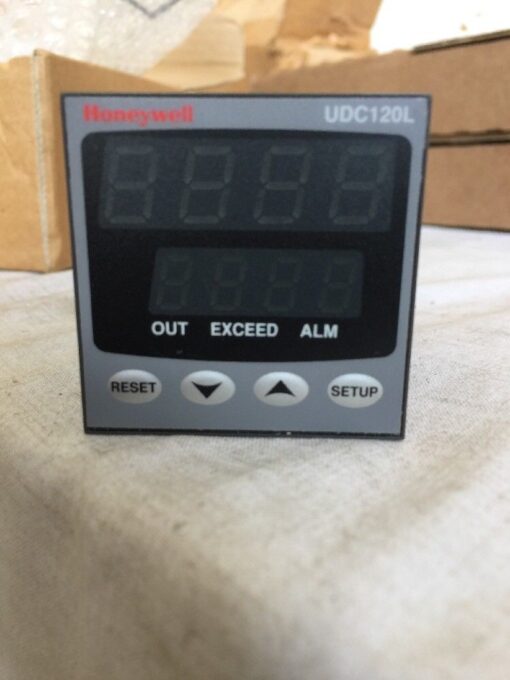 Honeywell UDC120L
OUT EXCEED ALM
RESET SETUP